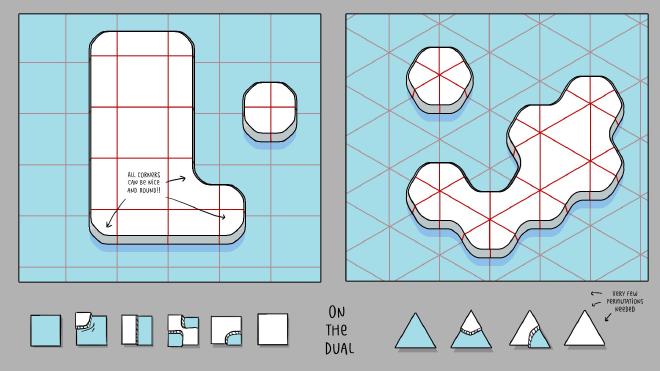 ALL CORNERS
CAN BE NICE
AND ROUND!!
ON
THE
DUAL
VERY FEW
PERMUTATIONS
NEEDED